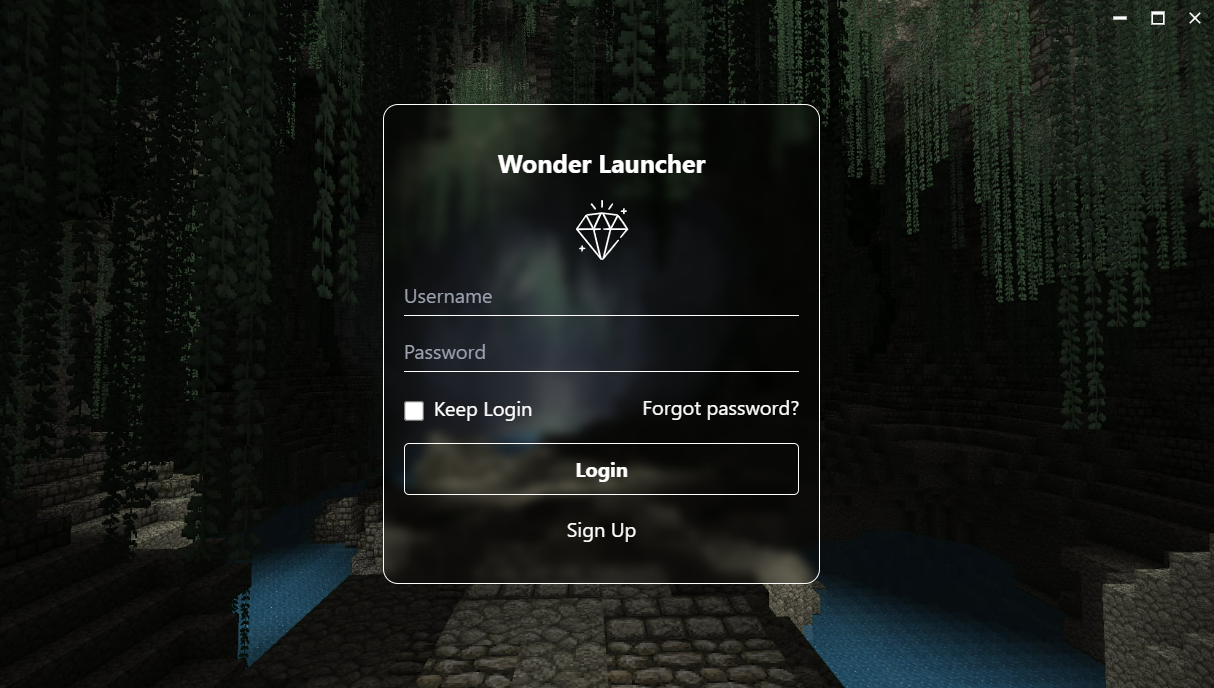 Wonder Launcher
Username
Password
Keep Login
Forgot password?
Login
Sign Up